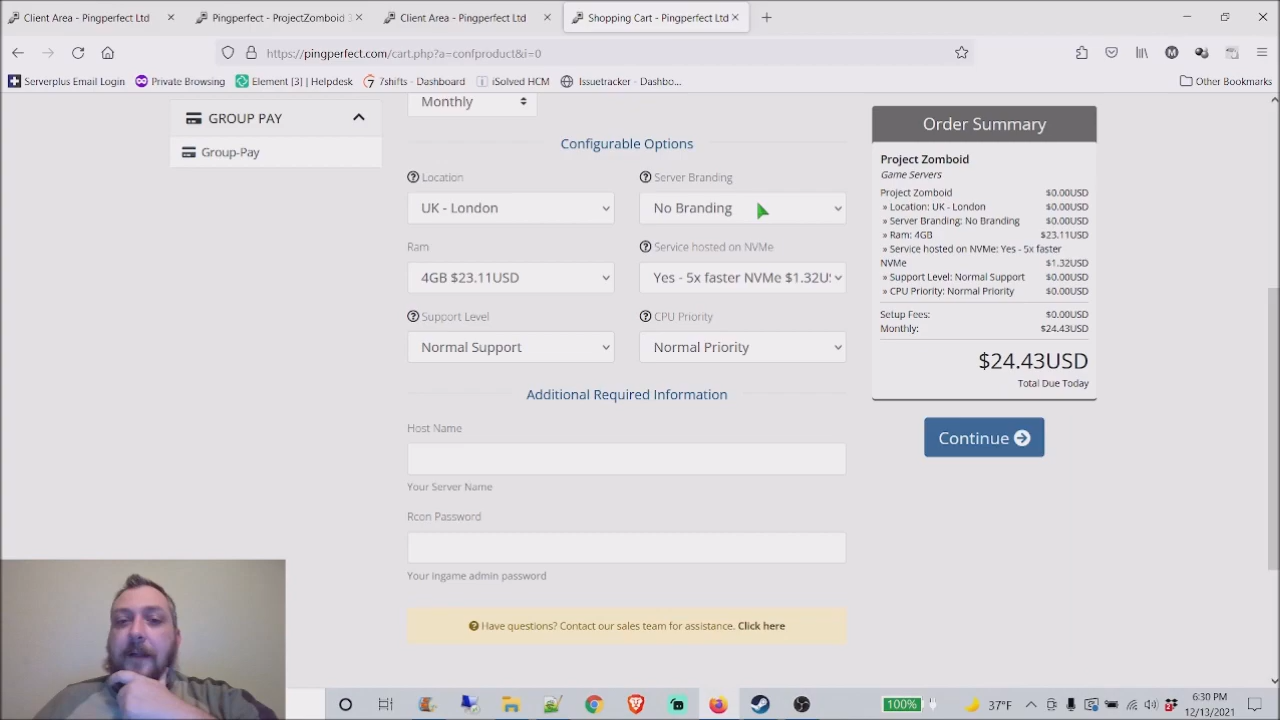 Client Area - Pingperfect Ltd
Pingperfect - ProjectZomboid 3
Client Area - Pingperfect Ltd
Shopping Cart - Pingperfect Ltd
https://pingperfect.com/cart.php?a=confproduct&i=0
Serverplus Email Login
Private Browsing
Element [3] | Helpdesk
7shifts - Dashboard
iSolved HCM
Issuetracker - Dashbo...
Other Bookmarks
GROUP PAY
Group-Pay
Monthly
Configurable Options
Location
Server Branding
UK - London
No Branding
Ram
Service hosted on NVMe
4GB $23.11USD
Yes - 5x faster NVMe $1.32U
Support Level
CPU Priority
Normal Support
Normal Priority
Additional Required Information
Host Name
Your Server Name
Rcon Password
Your ingame admin password
Have questions? Contact our sales team for assistance. Click here
Order Summary
Project Zomboid
Game Servers
Project Zomboid $0.00USD
» Location: UK - London $0.00USD
» Server Branding: No Branding $0.00USD
» Ram: 4GB $23.11USD
» Service hosted on NVMe: Yes - 5x faster
NVMe $1.32USD
» Support Level: Normal Support $0.00USD
» CPU Priority: Normal Priority $0.00USD
Setup Fees: $0.00USD
Monthly: $24.43USD
$24.43USD
Total Due Today
Continue
100%
37°F
6:30 PM
12/13/2021